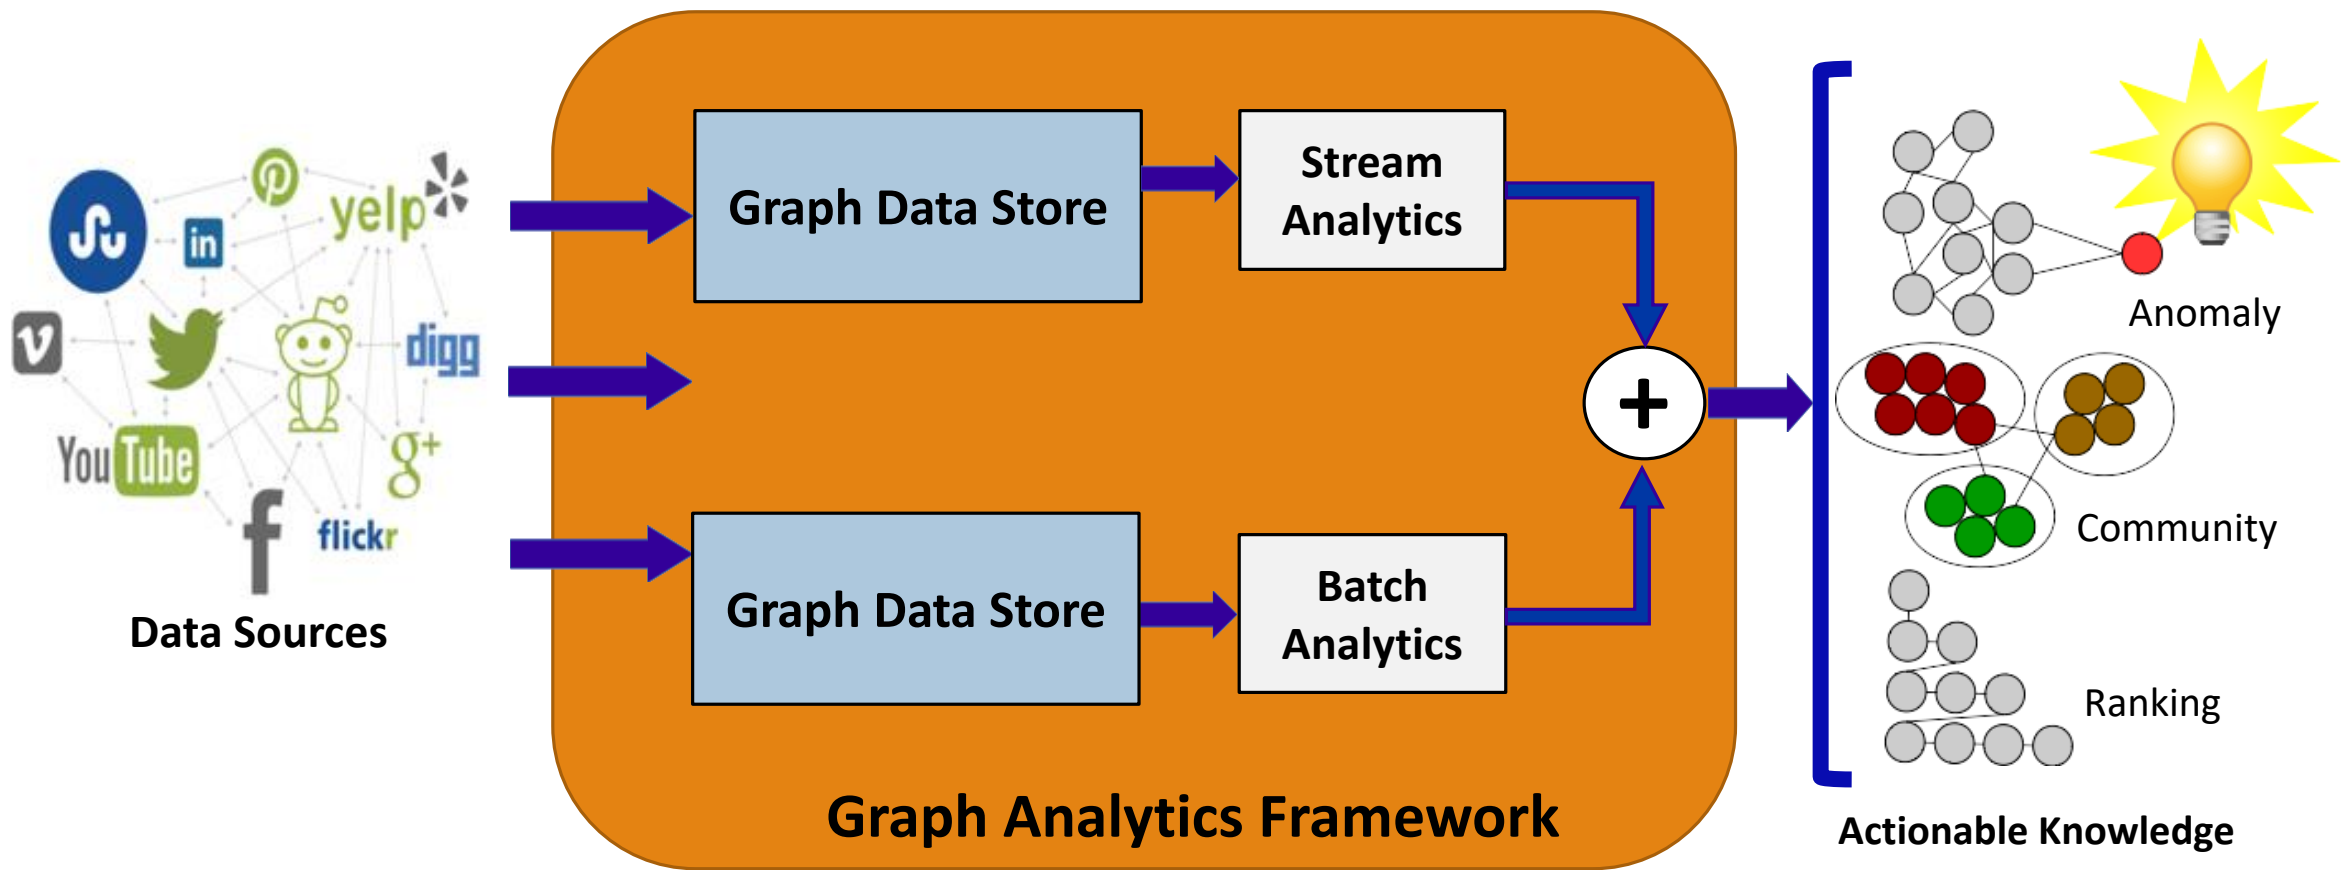 yelp
in
digg
You Tube
g+
f
flickr
Data Sources
Graph Data Store
Stream
Analytics
+
Graph Data Store
Batch
Analytics
Graph Analytics Framework
Anomaly
Community
Ranking
Actionable Knowledge